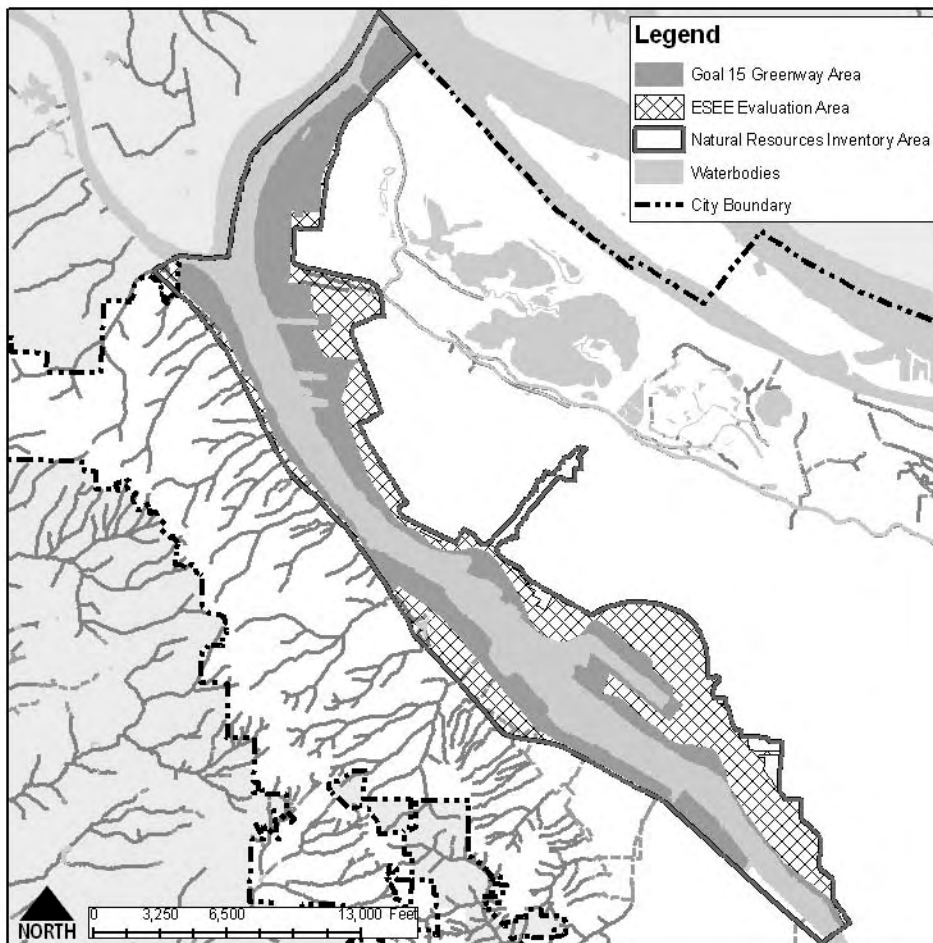 Legend
Goal 15 Greenway Area
ESEE Evaluation Area
Natural Resources Inventory Area
Waterbodies
City Boundary
NORTH
0 3,250 6,500 13,000 Feet